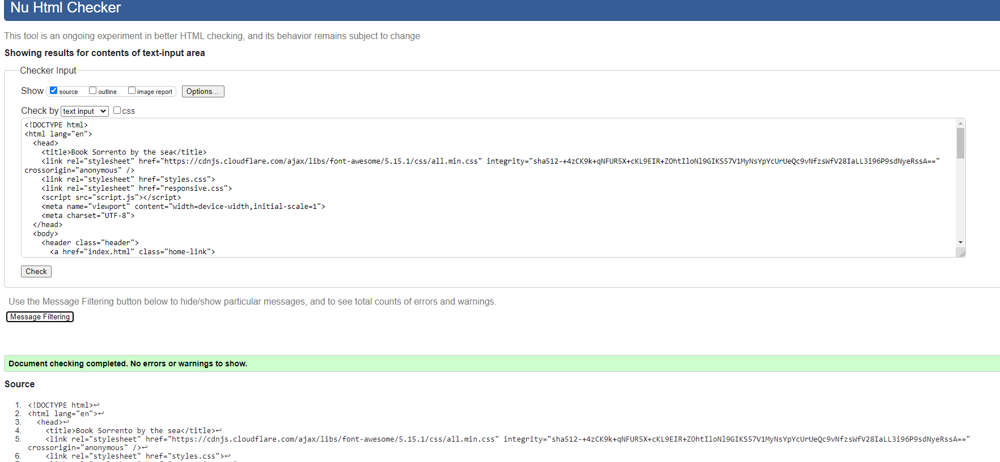 Nu Html Checker
This tool is an ongoing experiment in better HTML checking, and its behavior remains subject to change
Showing results for contents of text-input area
Checker Input
Show source outline image report Options...
Check by text input css
<!DOCTYPE html>
<html lang="en">
<head>
<title>Book Sorrento by the sea</title>
<link rel="stylesheet" href="https://cdnjs.cloudflare.com/ajax/libs/font-awesome/5.15.1/css/all.min.css" integrity="sha512-+4zCK9k+qNFUR5X+cKL9EIR+ZOhtIloNl9GIKS57V1MyNsYpYcUrUeQc9vNfzsWfV28IaLL3i96P9sdNyeRssA=="
crossorigin="anonymous" />
<link rel="stylesheet" href="styles.css">
<link rel="stylesheet" href="responsive.css">
<script src="script.js"></script>
<meta name="viewport" content="width=device-width,initial-scale=1">
<meta charset="UTF-8">
</head>
<body>
<header class="header">
<a href="index.html" class="home-link">
Check
Use the Message Filtering button below to hide/show particular messages, and to see total counts of errors and warnings.
Message Filtering
Document checking completed. No errors or warnings to show.
Source
1. <!DOCTYPE html>↩
2. <html lang="en">↩
3. <head>↩
4. <title>Book Sorrento by the sea</title>↩
5. <link rel="stylesheet" href="https://cdnjs.cloudflare.com/ajax/libs/font-awesome/5.15.1/css/all.min.css" integrity="sha512-+4zCK9k+qNFUR5X+cKL9EIR+ZOhtIloNl9GIKS57V1MyNsYpYcUrUeQc9vNfzsWfV28IaLL3i96P9sdNyeRssA=="
crossorigin="anonymous" />↩
6. <link rel="stylesheet" href="styles.css">↩